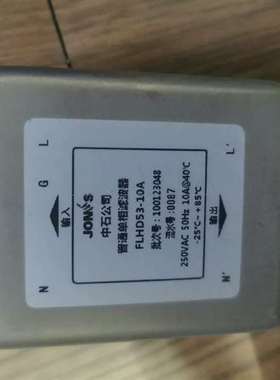 JONES
中石公司
普通单相滤波器
FLHD53-10A
批次号:100123048
流水号:0087
250VAC 50Hz 10A@40℃
-25℃~+85℃
L
G
N
输入
L'
输出
N'